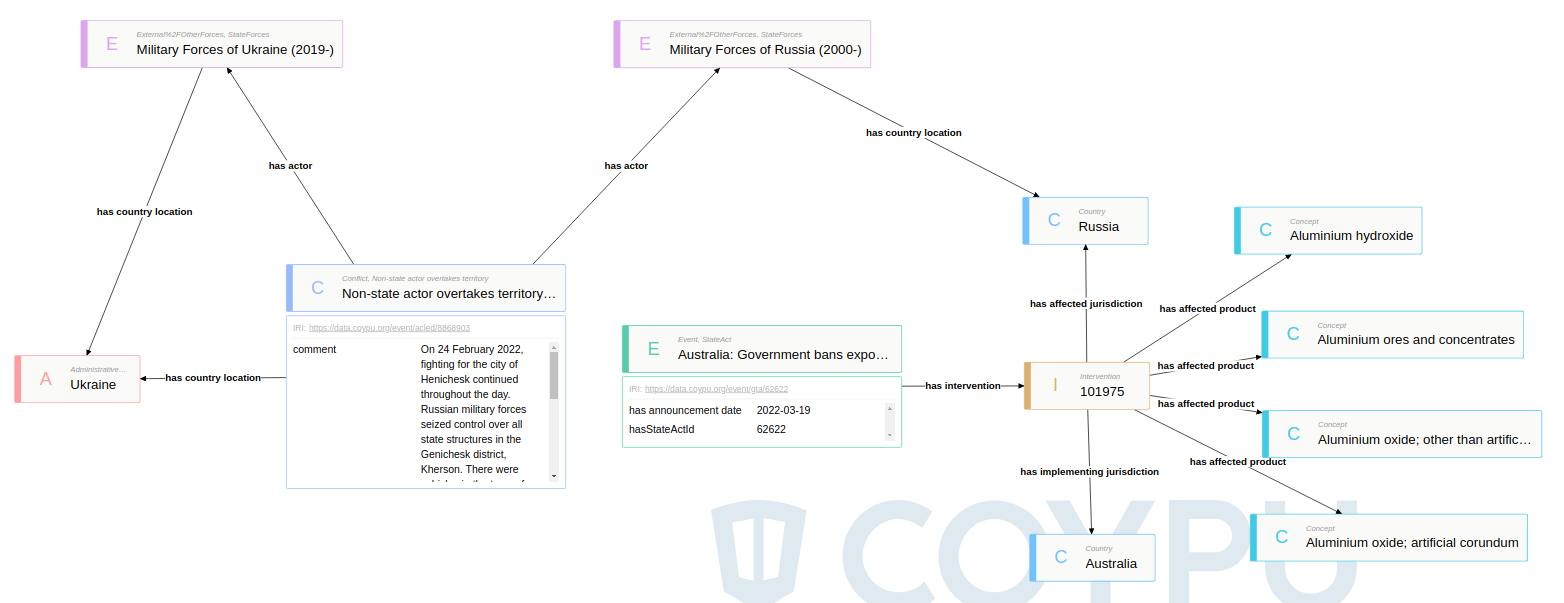 E
External%2FOtherForces, StateForces
Military Forces of Ukraine (2019-)
E
External%2FOtherForces, StateForces
Military Forces of Russia (2000-)
has country location
has actor
has actor
has country location
C
Country
Russia
C
Concept
Aluminium hydroxide
C
Conflict, Non-state actor overtakes territory
Non-state actor overtakes territory…
IRI: https://data.coypu.org/event/acled/8868903
comment
On 24 February 2022,
fighting for the city of
Henichesk continued
throughout the day.
Russian military forces
seized control over all
state structures in the
Genichesk district,
Kherson. There were
has affected jurisdiction
has affected product
C
Concept
Aluminium ores and concentrates
E
Event, StateAct
Australia: Government bans expo…
IRI: https://data.coypu.org/event/gta/62622
has announcement date 2022-03-19
hasStateActId 62622
A
Administrative…
Ukraine
has country location
has intervention
I
Intervention
101975
has affected product
has affected product
C
Concept
Aluminium oxide; other than artific…
has affected product
has implementing jurisdiction
C
Concept
Aluminium oxide; artificial corundum
C
Country
Australia
COYPU